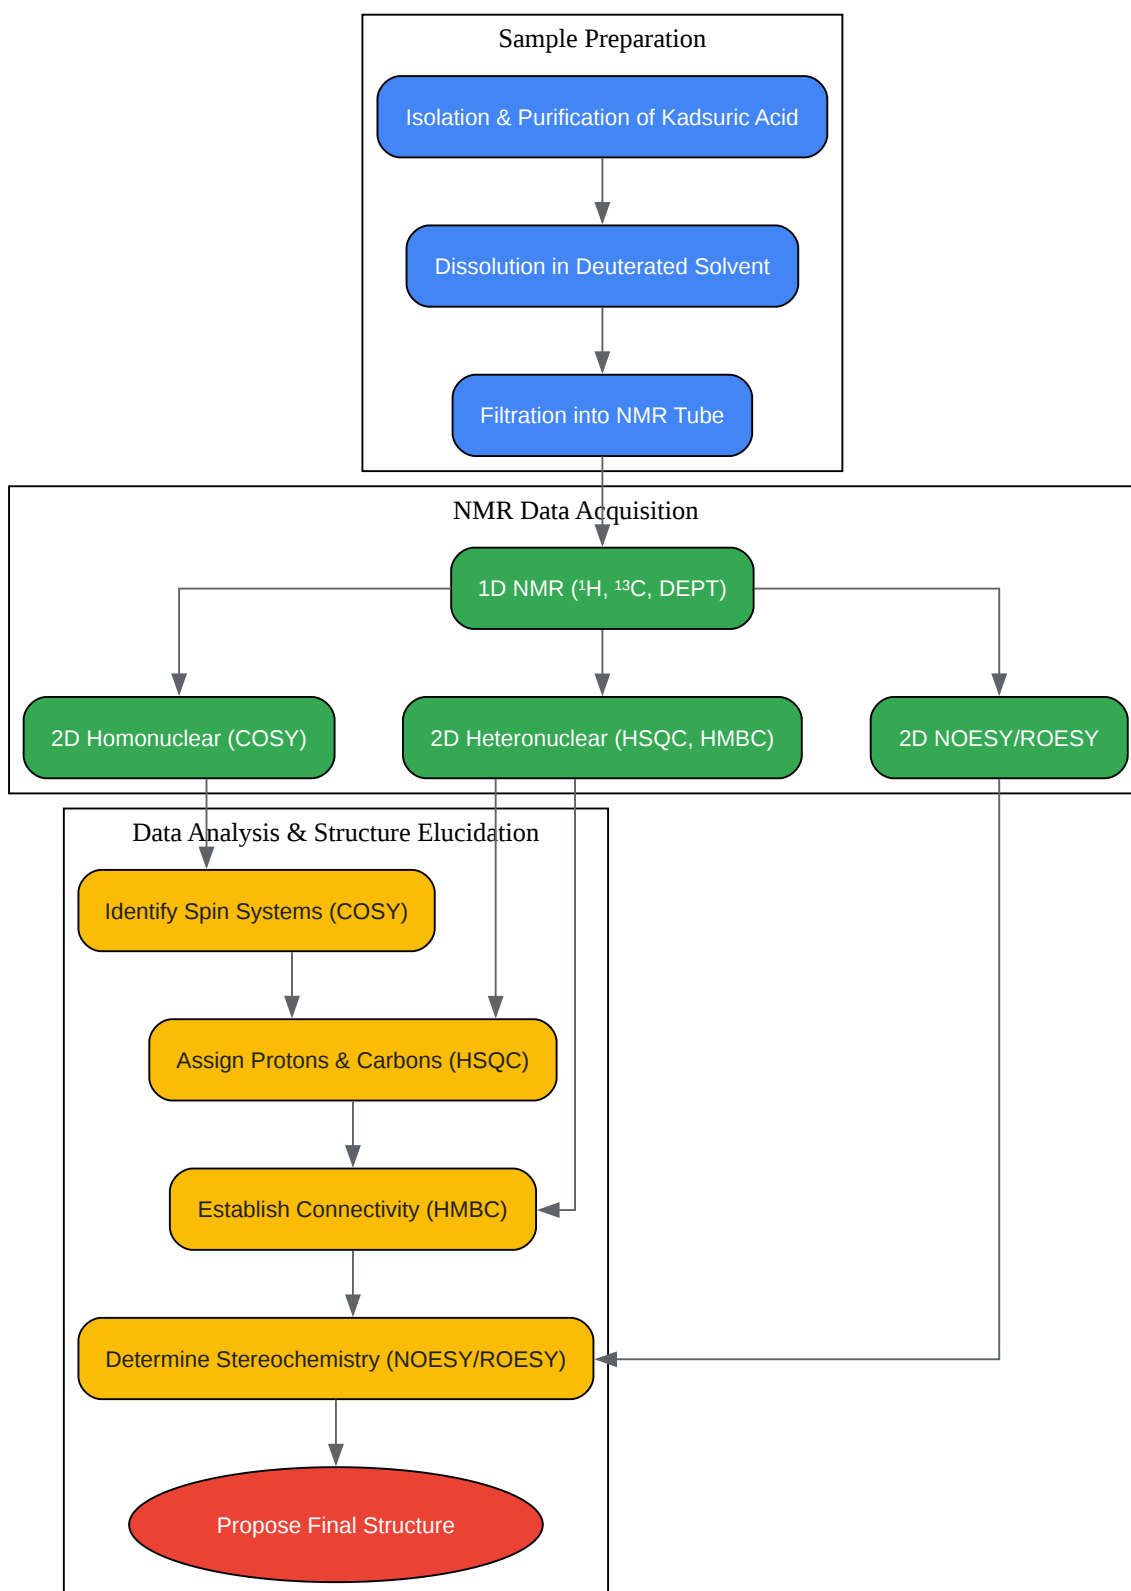 Sample Preparation
Isolation & Purification of Kadsuric Acid
Dissolution in Deuterated Solvent
Filtration into NMR Tube
NMR Data Acquisition
1D NMR (¹H, ¹³C, DEPT)
2D Homonuclear (COSY)
2D Heteronuclear (HSQC, HMBC)
2D NOESY/ROESY
Data Analysis & Structure Elucidation
Identify Spin Systems (COSY)
Assign Protons & Carbons (HSQC)
Establish Connectivity (HMBC)
Determine Stereochemistry (NOESY/ROESY)
Propose Final Structure